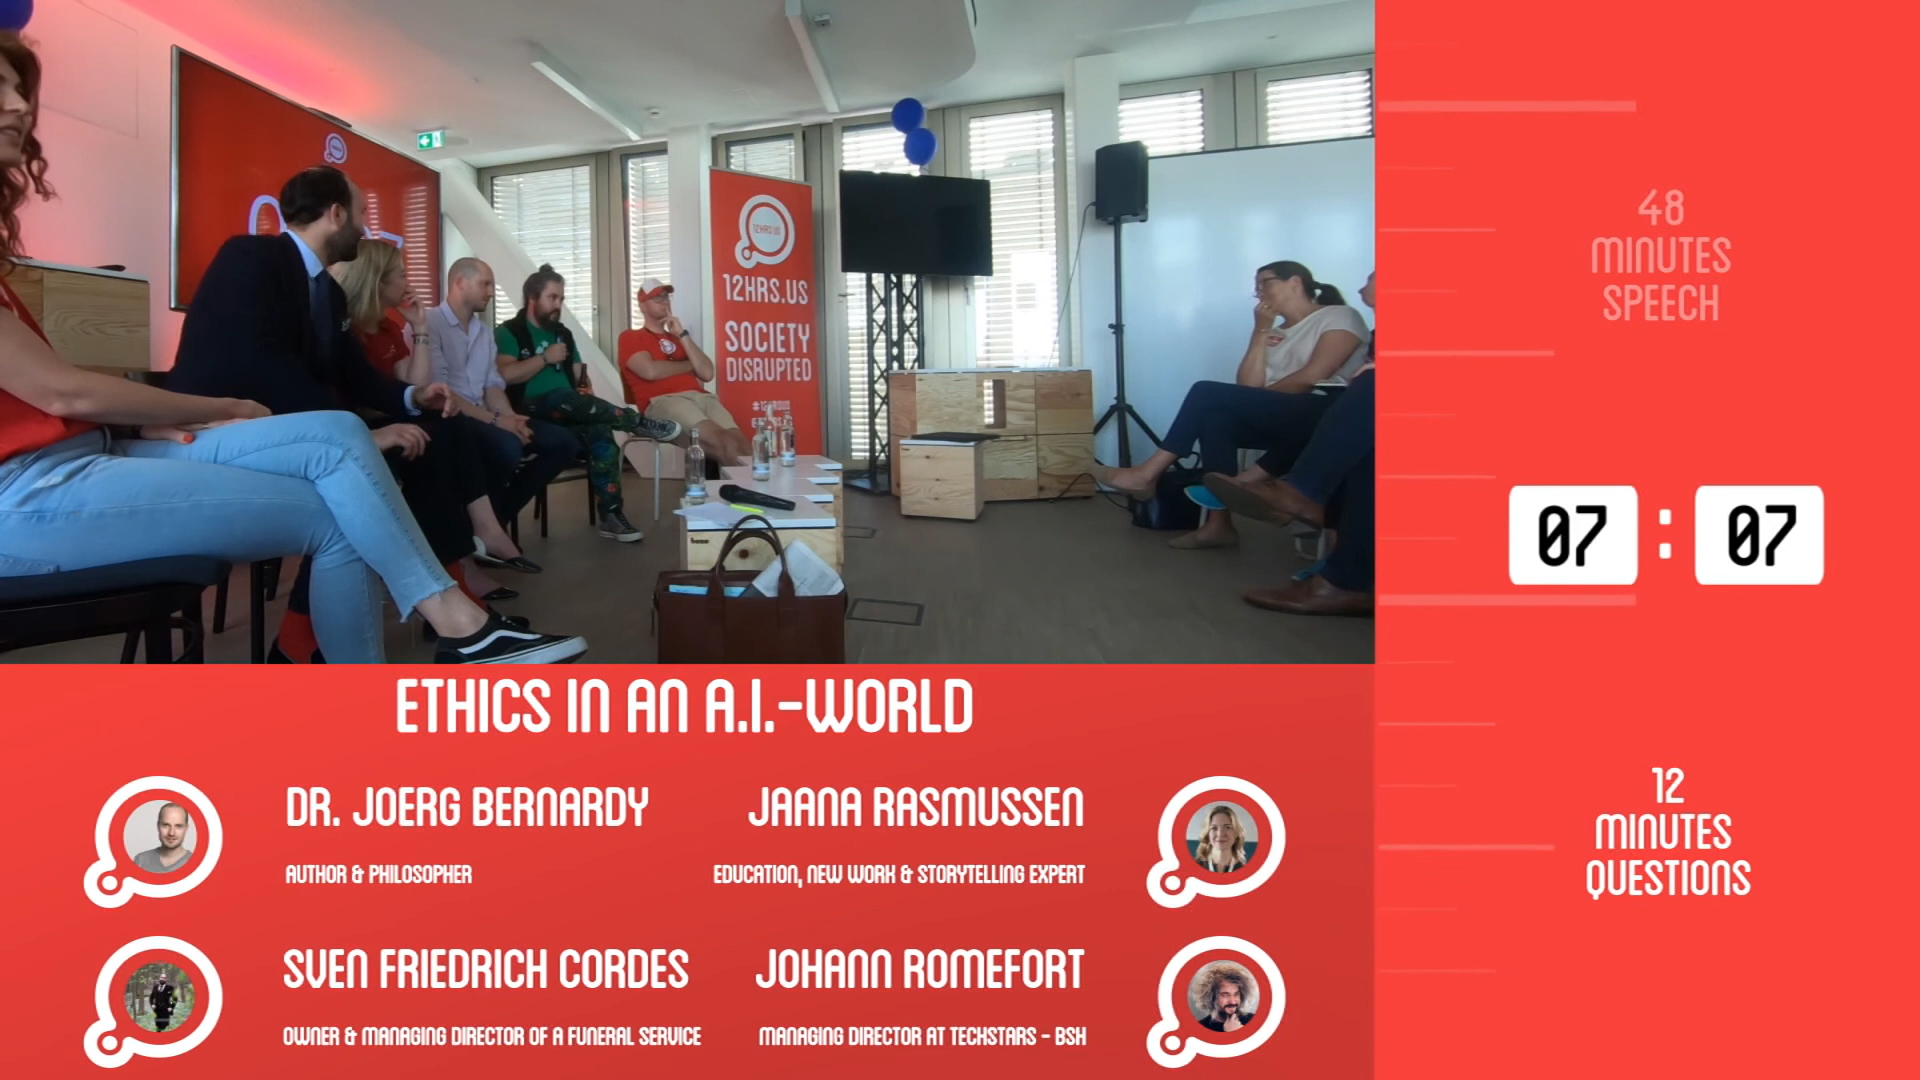 12HRS.US
12HRS.US
SOCIETY
DISRUPTED
ETHICS IN AN A.I.-WORLD
DR. JOERG BERNARDY
AUTHOR & PHILOSOPHER
JAANA RASMUSSEN
EDUCATION, NEW WORK & STORYTELLING EXPERT
SVEN FRIEDRICH CORDES
OWNER & MANAGING DIRECTOR OF A FUNERAL SERVICE
JOHANN ROMEFORT
MANAGING DIRECTOR AT TECHSTARS - BSH
48
MINUTES
SPEECH
07 : 07
12
MINUTES
QUESTIONS